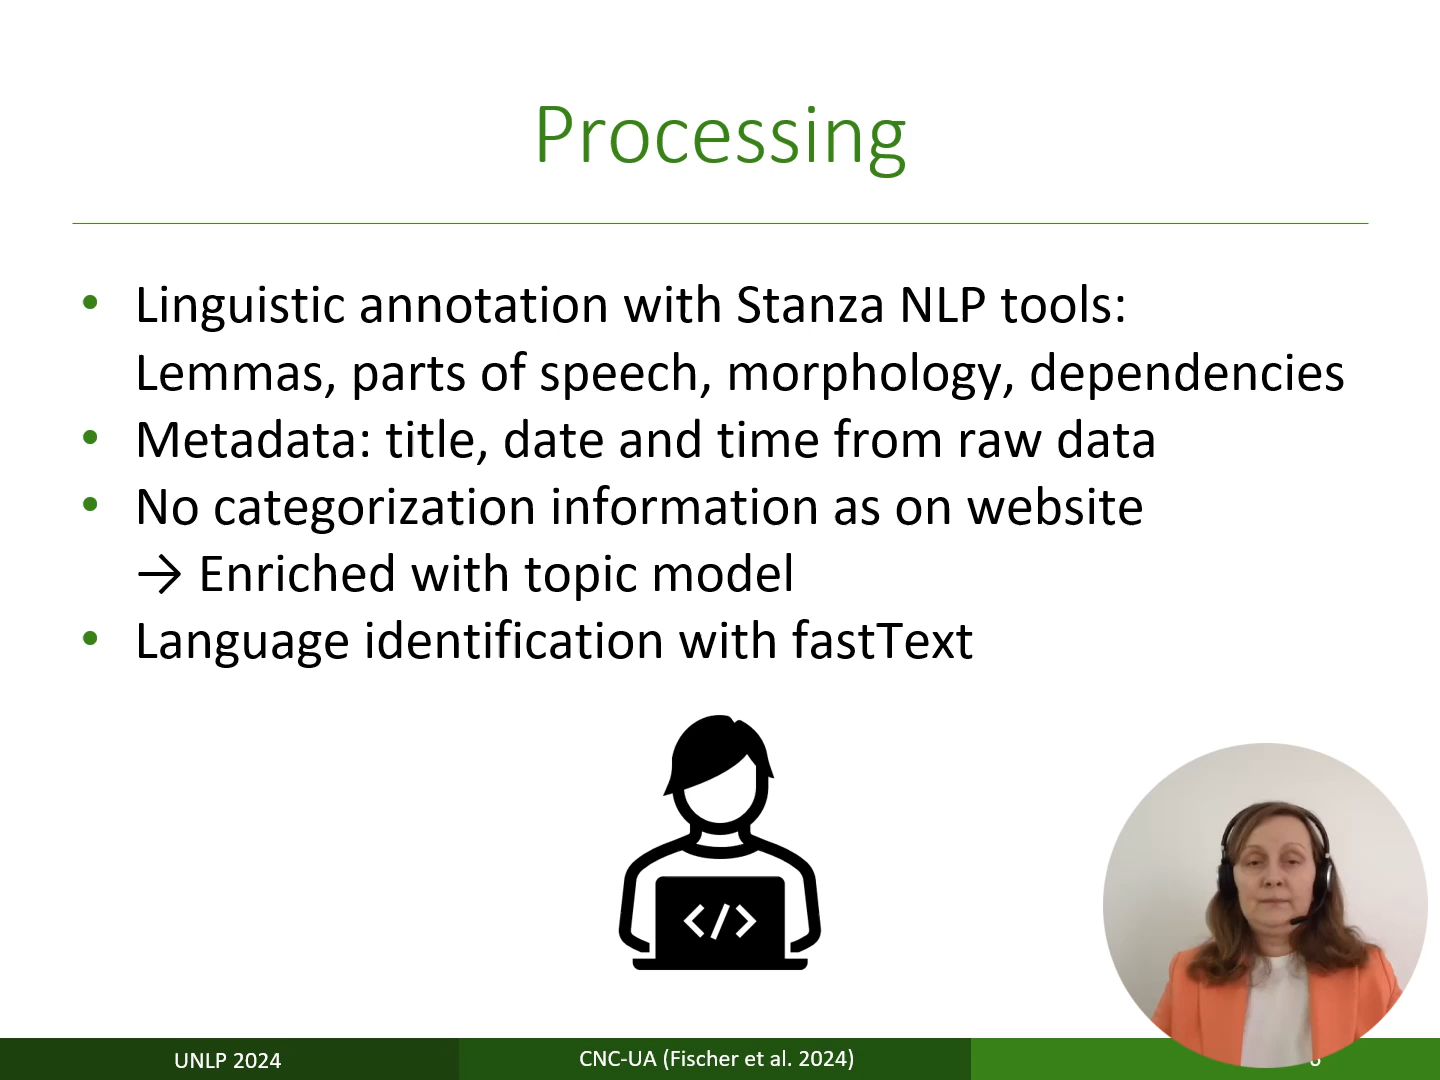 Processing
• Linguistic annotation with Stanza NLP tools:
Lemmas, parts of speech, morphology, dependencies
• Metadata: title, date and time from raw data
• No categorization information as on website
→ Enriched with topic model
• Language identification with fastText
</>
UNLP 2024
CNC-UA (Fischer et al. 2024)